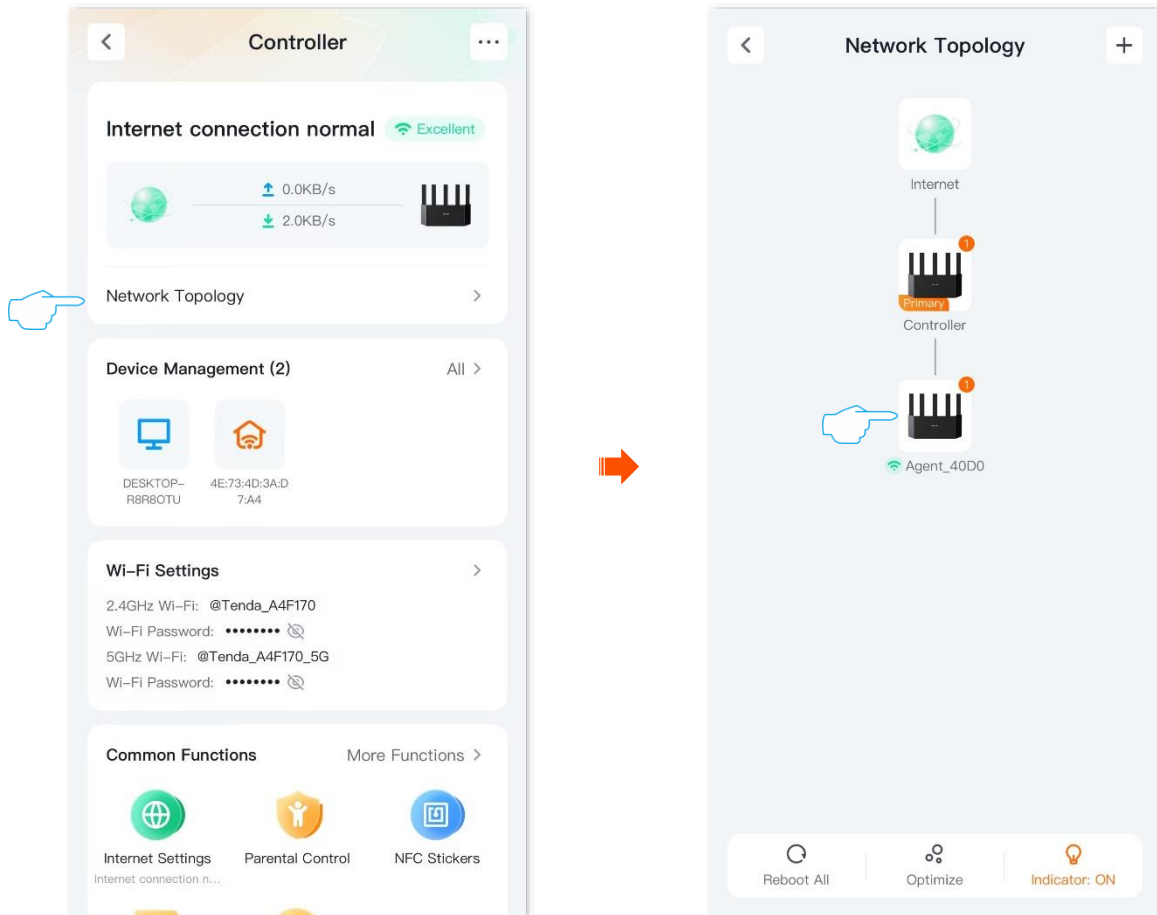 Controller
Internet connection normal
Excellent
0.0KB/s
2.0KB/s
Network Topology
Device Management (2)
All
DESKTOP-
R8R8OTU
4E:73:4D:3A:D
7:A4
Wi-Fi Settings
2.4GHz Wi-Fi: @Tenda_A4F170
Wi-Fi Password: ••••••••
5GHz Wi-Fi: @Tenda_A4F170_5G
Wi-Fi Password: ••••••••
Common Functions
More Functions
Internet Settings
Internet connection n...
Parental Control
NFC Stickers
Network Topology
Internet
1
Primary
Controller
1
Agent_40D0
Reboot All
Optimize
Indicator: ON